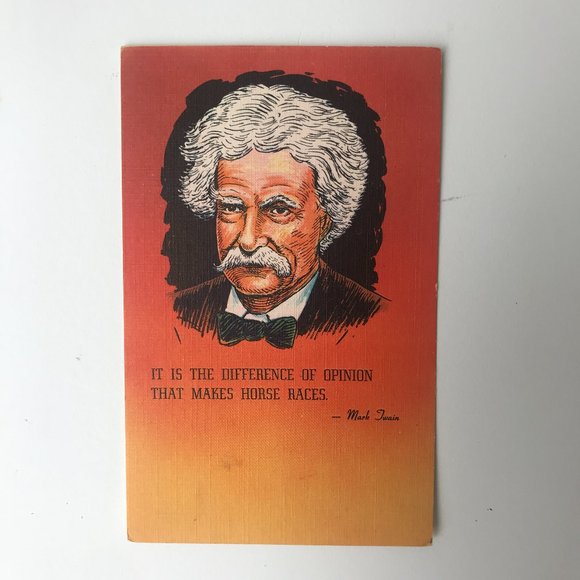 IT IS THE DIFFERENCE OF OPINION
THAT MAKES HORSE RACES.
— Mark Twain